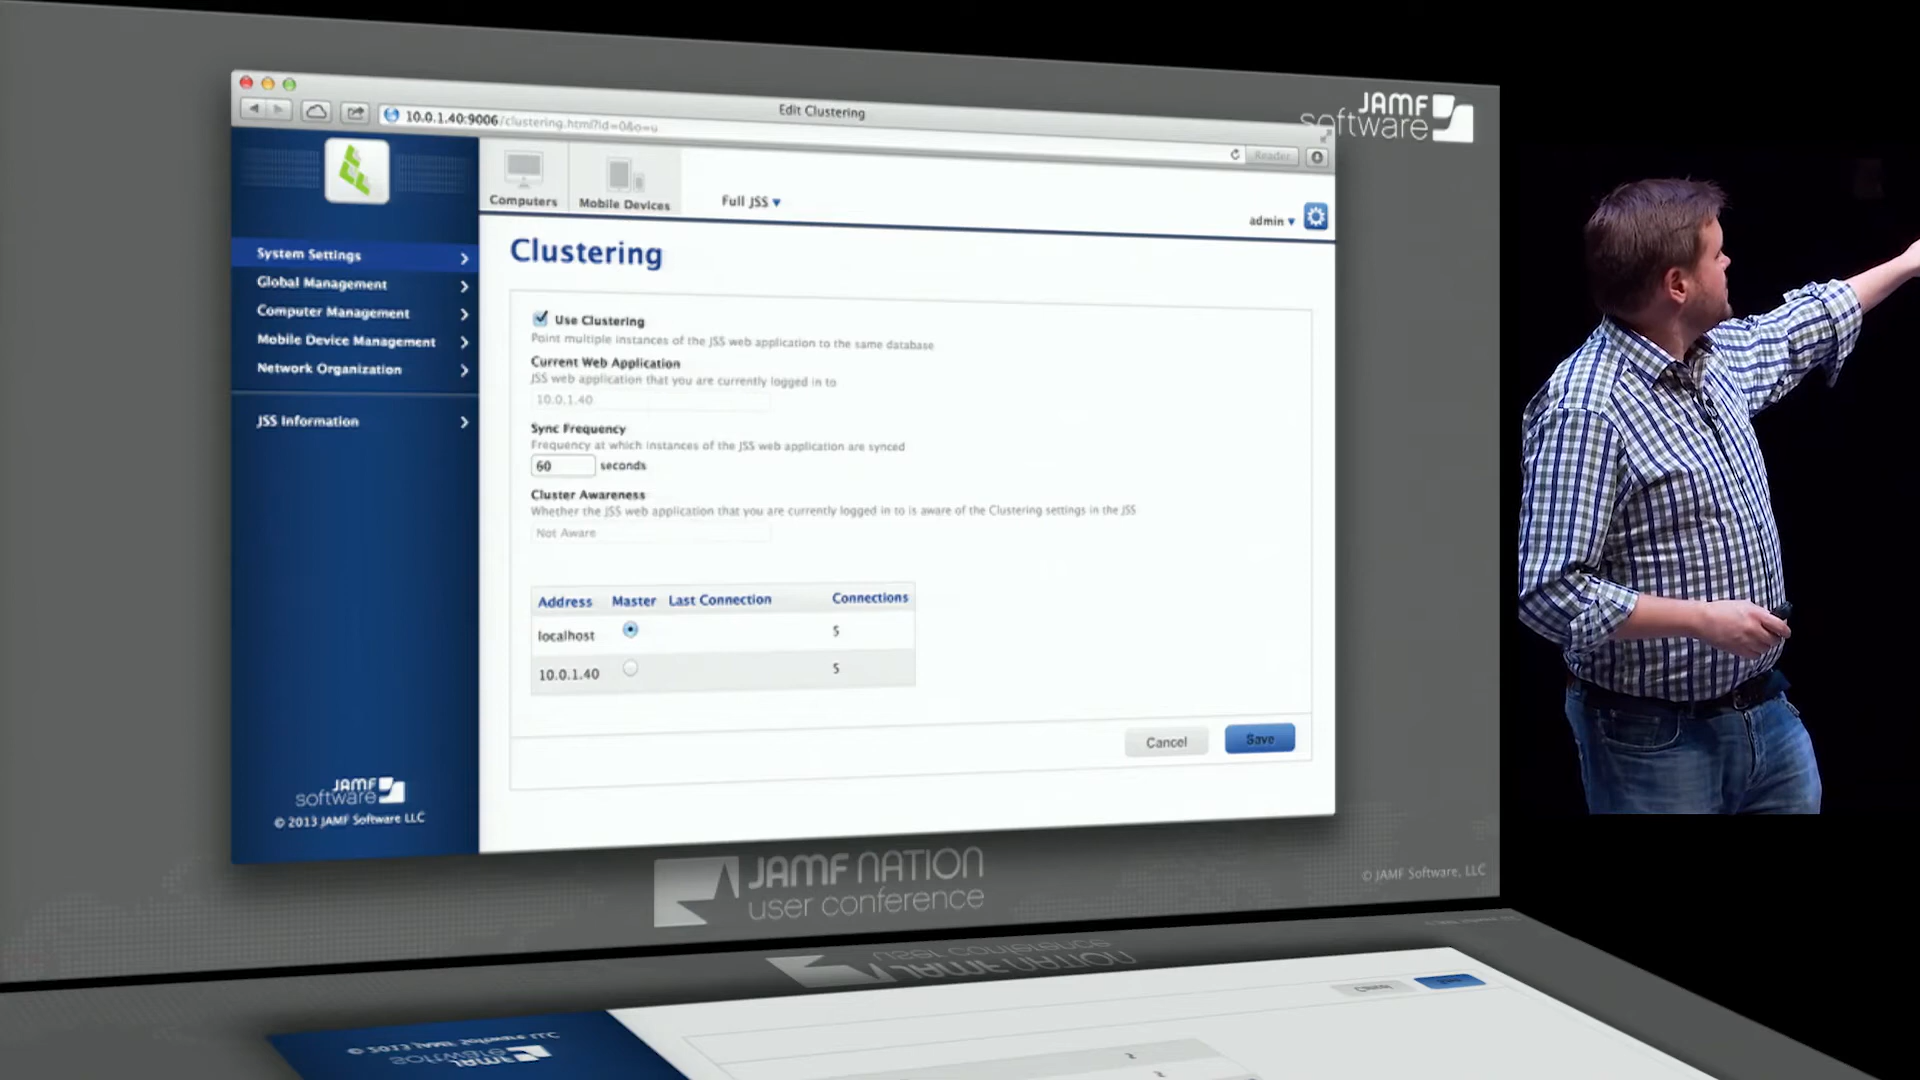 Edit Clustering
10.0.1.40:9006/clustering.html?id=0&o=u
Reader
JAMF
software
Computers
Mobile Devices
Full JSS
admin
System Settings
Global Management
Computer Management
Mobile Device Management
Network Organization
JSS Information
Clustering
Use Clustering
Point multiple instances of the JSS web application to the same database
Current Web Application
JSS web application that you are currently logged in to
10.0.1.40
Sync Frequency
Frequency at which instances of the JSS web application are synced
60 seconds
Cluster Awareness
Whether the JSS web application that you are currently logged in to is aware of the Clustering settings in the JSS
Not Aware
Address Master Last Connection Connections
localhost 5
10.0.1.40 5
Cancel Save
JAMF
software
© 2013 JAMF Software LLC
JAMF NATION
user conference
© JAMF Software, LLC